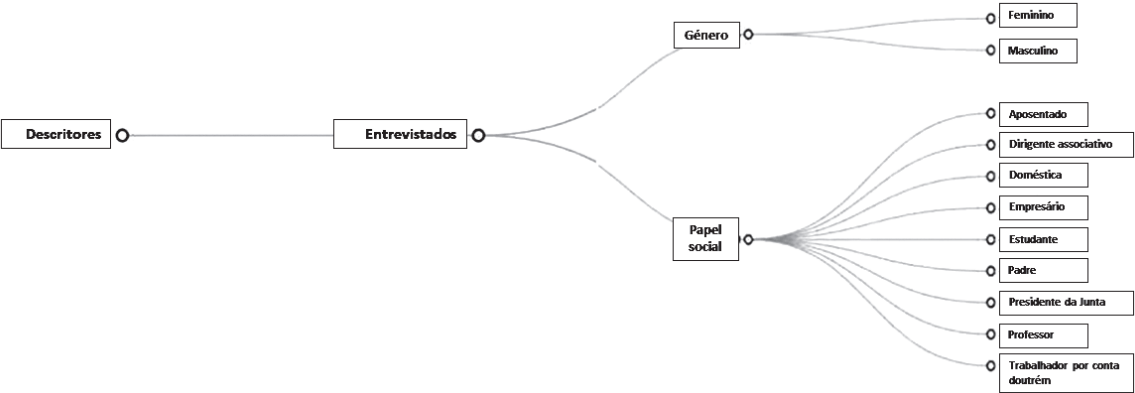 Descritores
Entrevistados
Género
Feminino
Masculino
Papel
social
Aposentado
Dirigente associativo
Doméstica
Empresário
Estudante
Padre
Presidente da Junta
Professor
Trabalhador por conta
doutrém